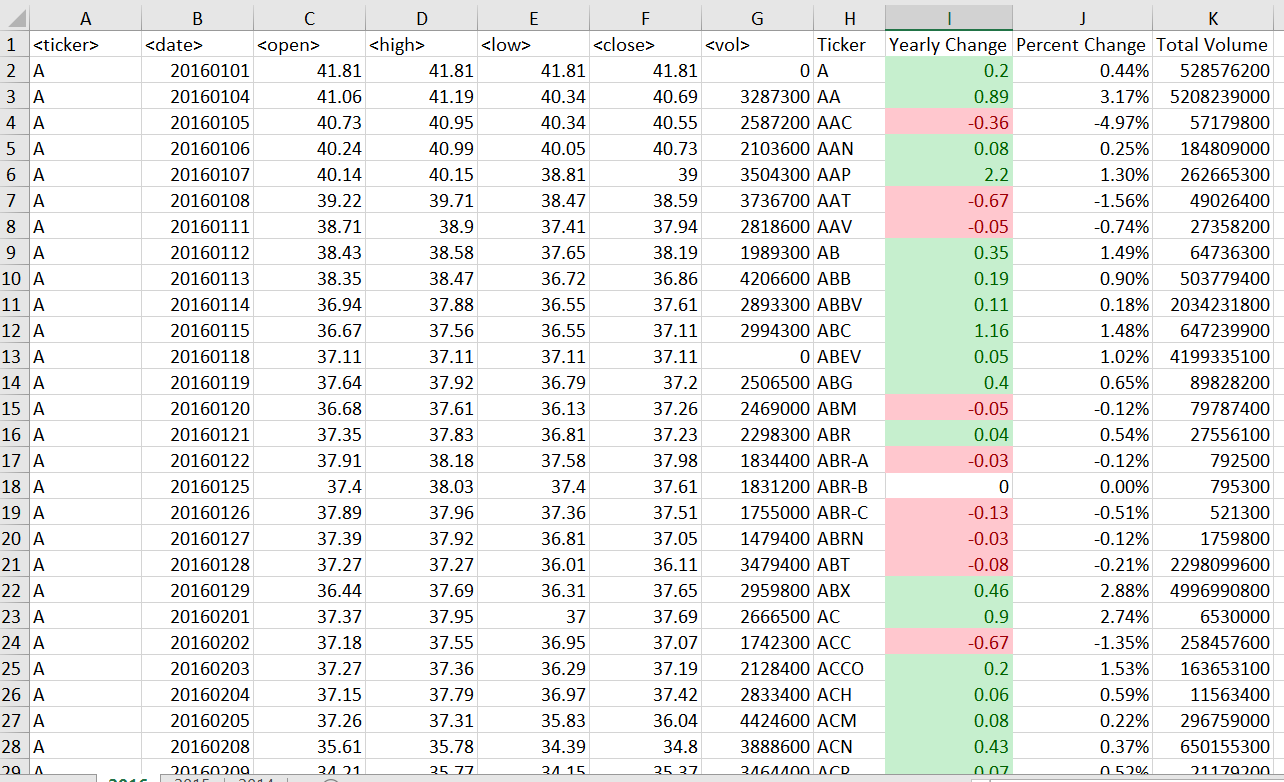 A B C D E F G H I J K
1 <ticker> <date> <open> <high> <low> <close> <vol> Ticker Yearly Change Percent Change Total Volume
2 A 20160101 41.81 41.81 41.81 41.81 0 A 0.2 0.44% 528576200
3 A 20160104 41.06 41.19 40.34 40.69 3287300 AA 0.89 3.17% 5208239000
4 A 20160105 40.73 40.95 40.34 40.55 2587200 AAC -0.36 -4.97% 57179800
5 A 20160106 40.24 40.99 40.05 40.73 2103600 AAN 0.08 0.25% 184809000
6 A 20160107 40.14 40.15 38.81 39 3504300 AAP 2.2 1.30% 262665300
7 A 20160108 39.22 39.71 38.47 38.59 3736700 AAT -0.67 -1.56% 49026400
8 A 20160111 38.71 38.9 37.41 37.94 2818600 AAV -0.05 -0.74% 27358200
9 A 20160112 38.43 38.58 37.65 38.19 1989300 AB 0.35 1.49% 64736300
10 A 20160113 38.35 38.47 36.72 36.86 4206600 ABB 0.19 0.90% 503779400
11 A 20160114 36.94 37.88 36.55 37.61 2893300 ABBV 0.11 0.18% 2034231800
12 A 20160115 36.67 37.56 36.55 37.11 2994300 ABC 1.16 1.48% 647239900
13 A 20160118 37.11 37.11 37.11 37.11 0 ABEV 0.05 1.02% 4199335100
14 A 20160119 37.64 37.92 36.79 37.2 2506500 ABG 0.4 0.65% 89828200
15 A 20160120 36.68 37.61 36.13 37.26 2469000 ABM -0.05 -0.12% 79787400
16 A 20160121 37.35 37.83 36.81 37.23 2298300 ABR 0.04 0.54% 27556100
17 A 20160122 37.91 38.18 37.58 37.98 1834400 ABR-A -0.03 -0.12% 792500
18 A 20160125 37.4 38.03 37.4 37.61 1831200 ABR-B 0 0.00% 795300
19 A 20160126 37.89 37.96 37.36 37.51 1755000 ABR-C -0.13 -0.51% 521300
20 A 20160127 37.39 37.92 36.81 37.05 1479400 ABRN -0.03 -0.12% 1759800
21 A 20160128 37.27 37.27 36.01 36.11 3479400 ABT -0.08 -0.21% 2298099600
22 A 20160129 36.44 37.69 36.31 37.65 2959800 ABX 0.46 2.88% 4996990800
23 A 20160201 37.37 37.95 37 37.69 2666500 AC 0.9 2.74% 6530000
24 A 20160202 37.18 37.55 36.95 37.07 1742300 ACC -0.67 -1.35% 258457600
25 A 20160203 37.27 37.36 36.29 37.19 2128400 ACCO 0.2 1.53% 163653100
26 A 20160204 37.15 37.79 36.97 37.42 2833400 ACH 0.06 0.59% 11563400
27 A 20160205 37.26 37.31 35.83 36.04 4424600 ACM 0.08 0.22% 296759000
28 A 20160208 35.61 35.78 34.39 34.8 3888600 ACN 0.43 0.37% 650155300
29 A 20160209 34.21 35.77 34.15 35.37 3464400 ACP 0.07 0.52% 21179200
2016 2015 2014